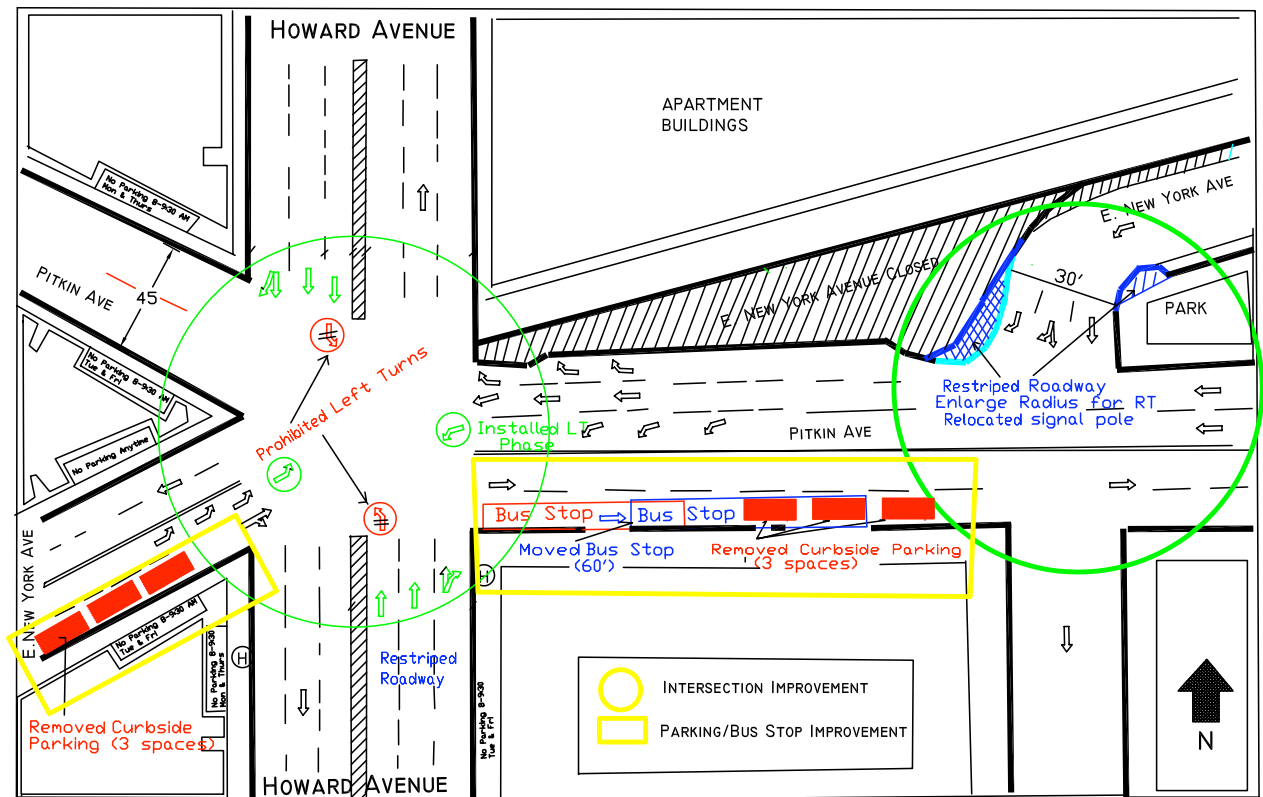 HOWARD AVENUE
APARTMENT
BUILDINGS
No Parking 8-9:30 AM
Mon & Thurs
E. NEW YORK AVE
PITKIN AVE
45
E. NEW YORK AVENUE CLOSED
30'
PARK
Prohibited Left Turns
No Parking 8-9:30 AM
Tue & Fri
Restriped Roadway
Enlarge Radius for RT
Relocated signal pole
Installed LT
Phase
PITKIN AVE
No Parking Anytime
Bus Stop
Bus Stop
Moved Bus Stop
(60')
Removed Curbside Parking
(3 spaces)
E. NEW YORK AVE
H
No Parking 8-9:30 AM
Tue & Fri
H
No Parking 8-9:30 AM
Mon & Thurs
Restriped
Roadway
No Parking 8-9:30
Tue & Fri
INTERSECTION IMPROVEMENT
PARKING/BUS STOP IMPROVEMENT
Removed Curbside
Parking (3 spaces)
N
HOWARD AVENUE